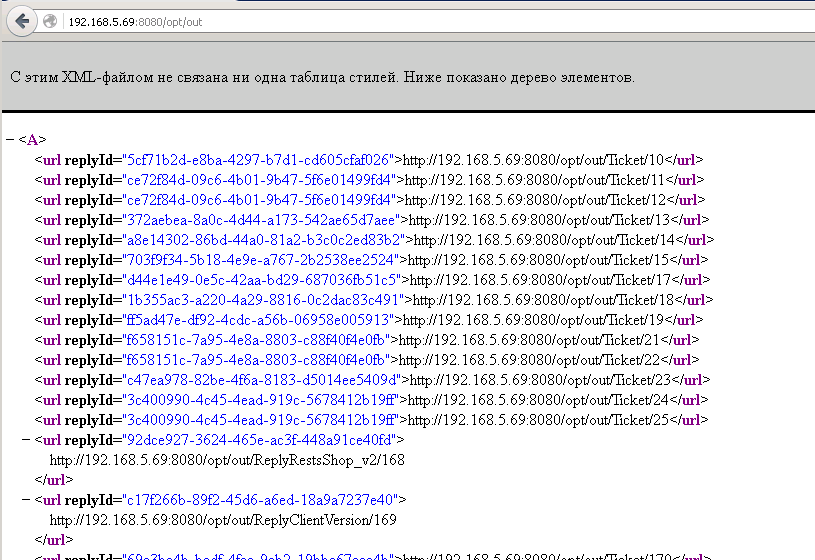 192.168.5.69:8080/opt/out
С этим XML-файлом не связана ни одна таблица стилей. Ниже показано дерево элементов.
– <A>
<url replyId="5cf71b2d-e8ba-4297-b7d1-cd605cfaf026">http://192.168.5.69:8080/opt/out/Ticket/10</url>
<url replyId="ce72f84d-09c6-4b01-9b47-5f6e01499fd4">http://192.168.5.69:8080/opt/out/Ticket/11</url>
<url replyId="ce72f84d-09c6-4b01-9b47-5f6e01499fd4">http://192.168.5.69:8080/opt/out/Ticket/12</url>
<url replyId="372aebea-8a0c-4d44-a173-542ae65d7aee">http://192.168.5.69:8080/opt/out/Ticket/13</url>
<url replyId="a8e14302-86bd-44a0-81a2-b3c0c2ed83b2">http://192.168.5.69:8080/opt/out/Ticket/14</url>
<url replyId="703f9f34-5b18-4e9e-a767-2b2538ee2524">http://192.168.5.69:8080/opt/out/Ticket/15</url>
<url replyId="d44e1e49-0e5c-42aa-bd29-687036fb51c5">http://192.168.5.69:8080/opt/out/Ticket/17</url>
<url replyId="1b355ac3-a220-4a29-8816-0c2dac83c491">http://192.168.5.69:8080/opt/out/Ticket/18</url>
<url replyId="ff5ad47e-df92-4cdc-a56b-06958e005913">http://192.168.5.69:8080/opt/out/Ticket/19</url>
<url replyId="f658151c-7a95-4e8a-8803-c88f40f4e0fb">http://192.168.5.69:8080/opt/out/Ticket/21</url>
<url replyId="f658151c-7a95-4e8a-8803-c88f40f4e0fb">http://192.168.5.69:8080/opt/out/Ticket/22</url>
<url replyId="c47ea978-82be-4f6a-8183-d5014ee5409d">http://192.168.5.69:8080/opt/out/Ticket/23</url>
<url replyId="3c400990-4c45-4ead-919c-5678412b19ff">http://192.168.5.69:8080/opt/out/Ticket/24</url>
<url replyId="3c400990-4c45-4ead-919c-5678412b19ff">http://192.168.5.69:8080/opt/out/Ticket/25</url>
– <url replyId="92dce927-3624-465e-ac3f-448a91ce40fd">
http://192.168.5.69:8080/opt/out/ReplyRestsShop_v2/168
</url>
– <url replyId="c17f266b-89f2-45d6-a6ed-18a9a7237e40">
http://192.168.5.69:8080/opt/out/ReplyClientVersion/169
</url>